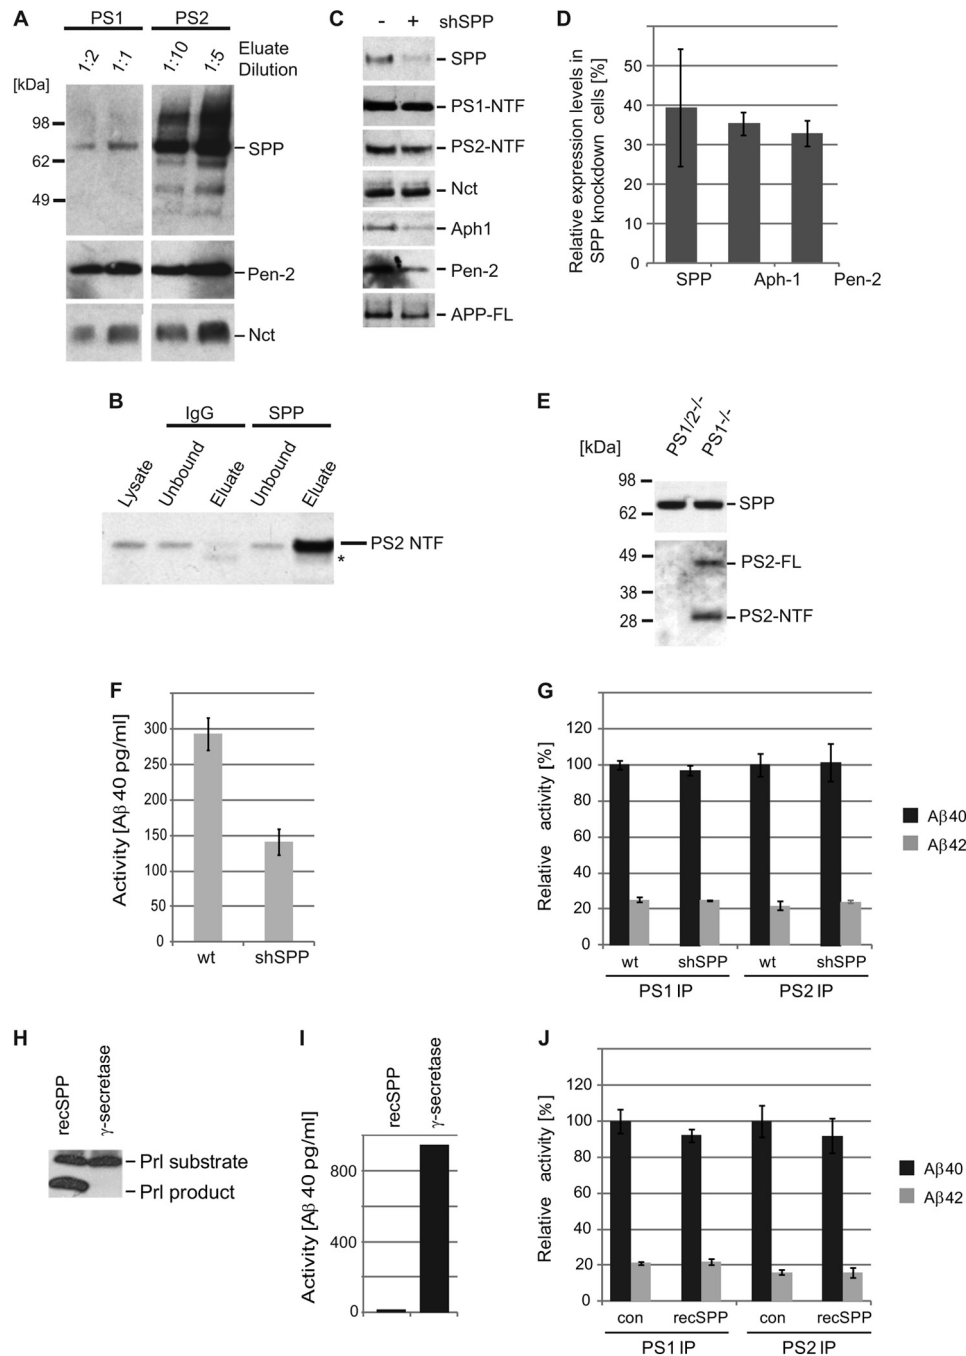 A
PS1 PS2
1:2 1:1 1:10 1:5 Eluate Dilution
[kDa]
98
62
49
SPP
Pen-2
Nct
C
- + shSPP
SPP
PS1-NTF
PS2-NTF
Nct
Aph1
Pen-2
APP-FL
D
Relative expression levels in
SPP knockdown cells [%]
50
40
30
20
10
0
SPP Aph-1 Pen-2
B
IgG SPP
Lysate Unbound Eluate Unbound Eluate
PS2 NTF
*
E
PS1/2-/- PS1-/-
[kDa]
98
62
49
38
28
SPP
PS2-FL
PS2-NTF
F
Activity [Aβ 40 pg/ml]
300
250
200
150
100
50
0
wt shSPP
G
Relative activity [%]
120
100
80
60
40
20
0
wt shSPP wt shSPP
PS1 IP PS2 IP
Aβ40
Aβ42
H
recSPP γ-secretase
Prl substrate
Prl product
I
recSPP γ-secretase
Activity [Aβ 40 pg/ml]
800
400
0
J
Relative activity [%]
120
100
80
60
40
20
0
con recSPP con recSPP
PS1 IP PS2 IP
Aβ40
Aβ42